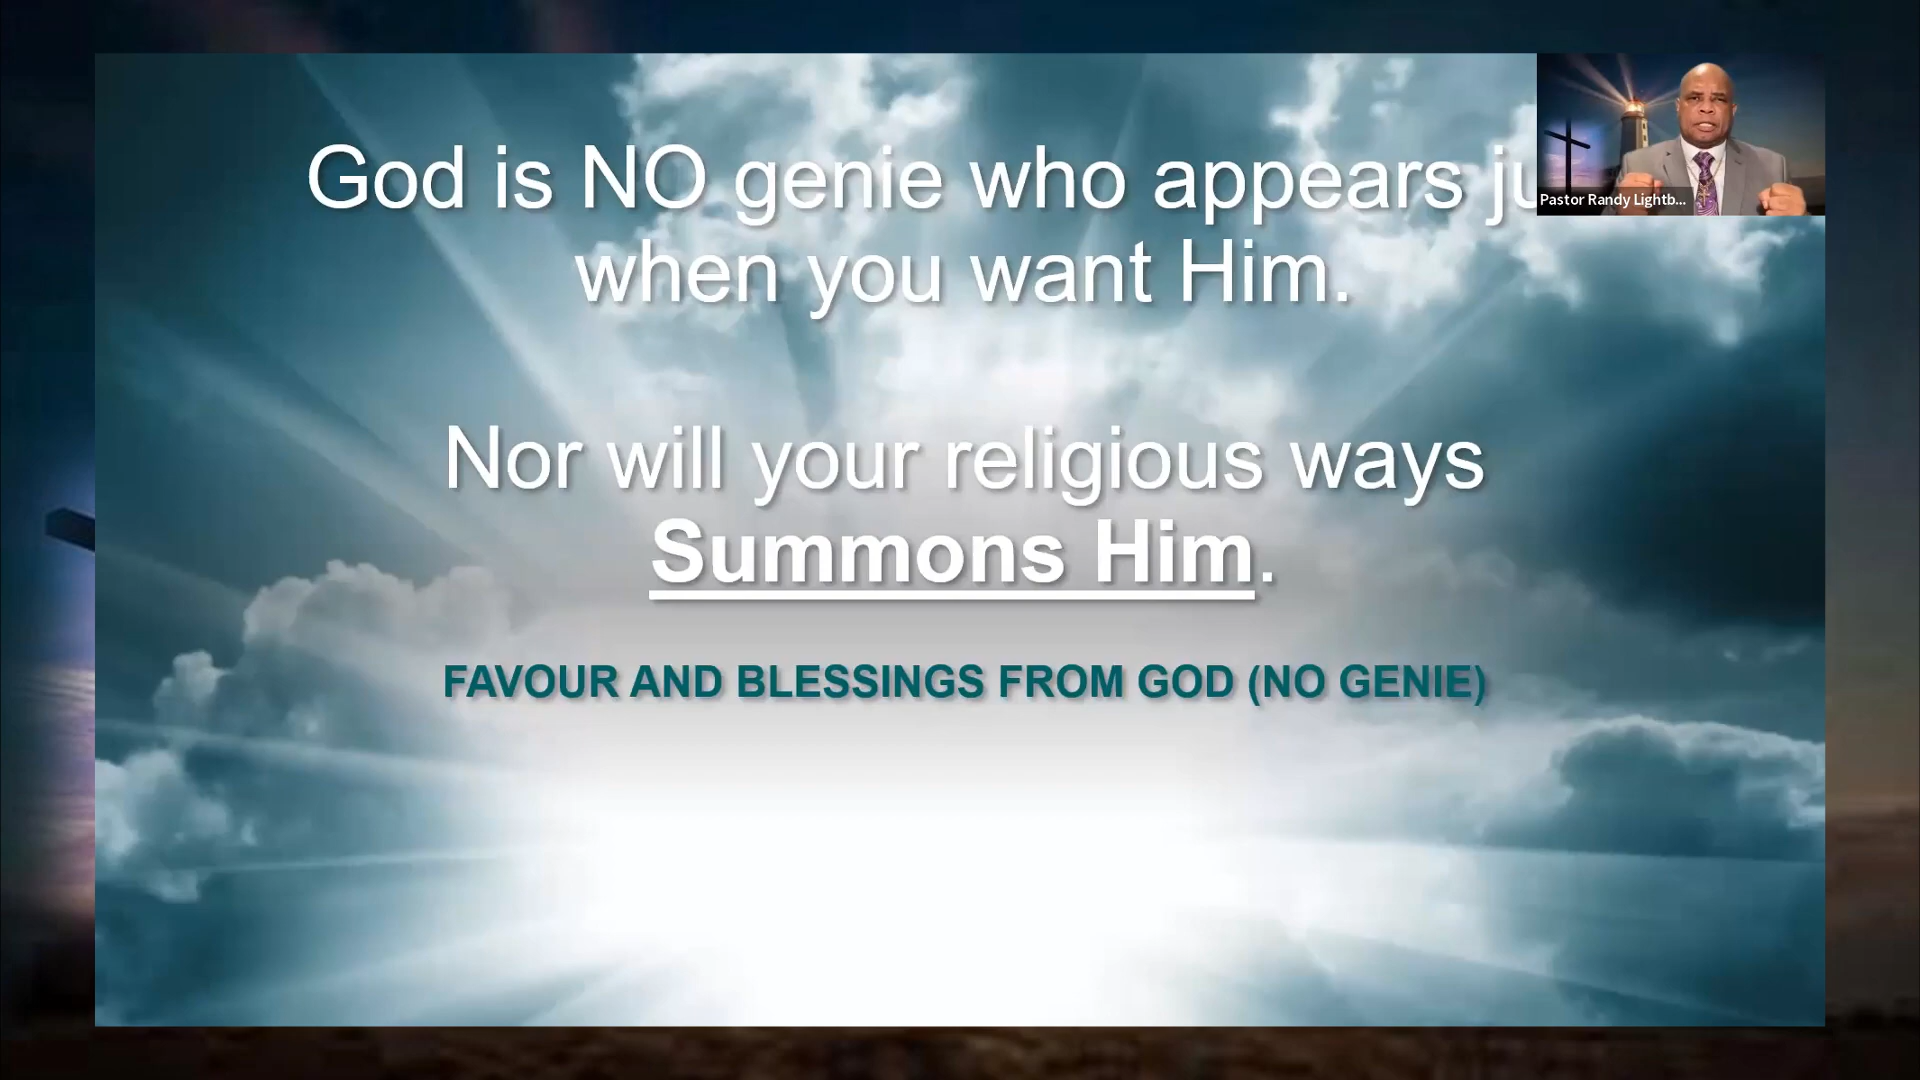 God is NO genie who appears
when you want Him.
Nor will your religious ways
Summons Him.
FAVOUR AND BLESSINGS FROM GOD (NO GENIE)
Pastor Randy Lightb...